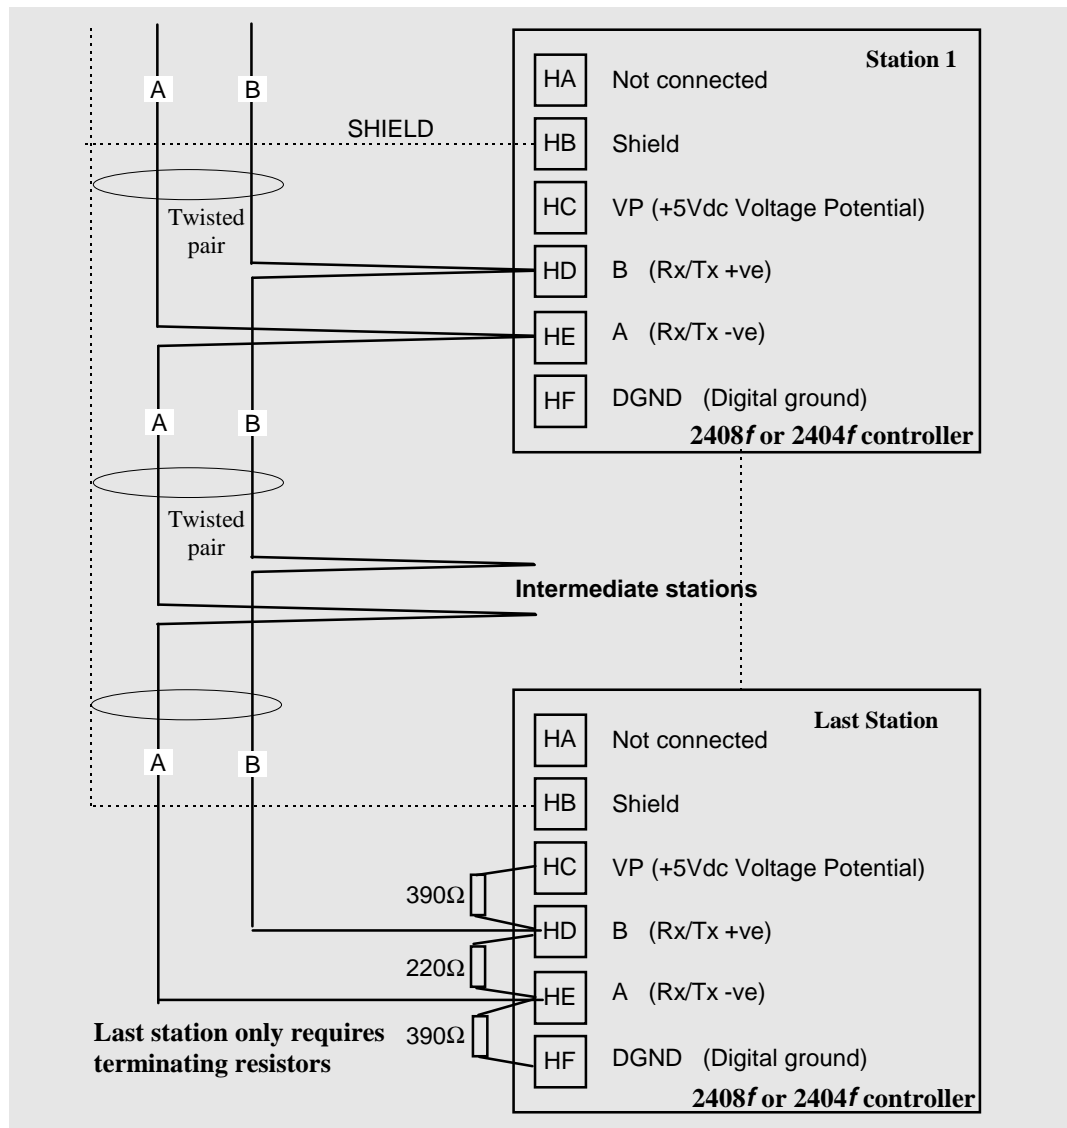 Station 1
A B
HA Not connected
SHIELD
HB Shield
HC VP (+5Vdc Voltage Potential)
Twisted
pair
HD B (Rx/Tx +ve)
HE A (Rx/Tx -ve)
HF DGND (Digital ground)
2408f or 2404f controller
A B
Twisted
pair
Intermediate stations
Last Station
HA Not connected
A B
HB Shield
HC VP (+5Vdc Voltage Potential)
390Ω
HD B (Rx/Tx +ve)
220Ω
HE A (Rx/Tx -ve)
Last station only requires
terminating resistors
390Ω
HF DGND (Digital ground)
2408f or 2404f controller